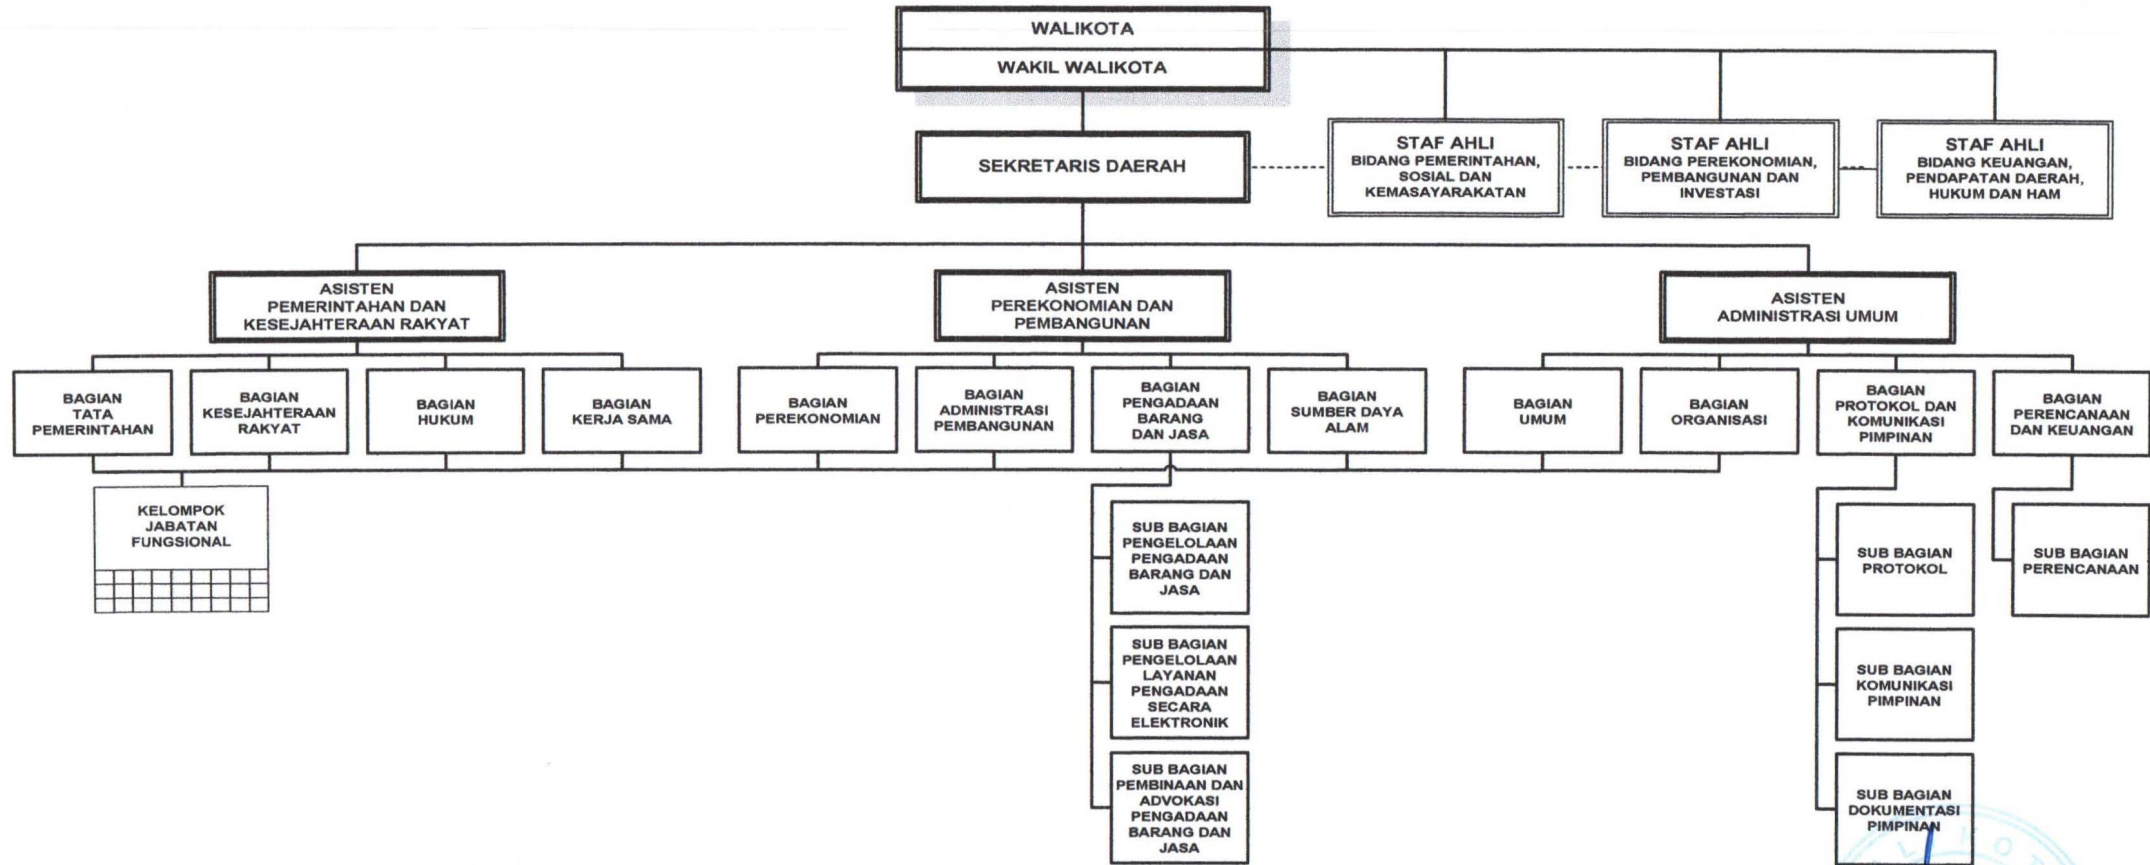 WALIKOTA
WAKIL WALIKOTA
SEKRETARIS DAERAH
STAF AHLI
BIDANG PEMERINTAHAN,
SOSIAL DAN
KEMASAYARAKATAN
STAF AHLI
BIDANG PEREKONOMIAN,
PEMBANGUNAN DAN
INVESTASI
STAF AHLI
BIDANG KEUANGAN,
PENDAPATAN DAERAH,
HUKUM DAN HAM
ASISTEN
PEMERINTAHAN DAN
KESEJAHTERAAN RAKYAT
ASISTEN
PEREKONOMIAN DAN
PEMBANGUNAN
ASISTEN
ADMINISTRASI UMUM
BAGIAN
TATA
PEMERINTAHAN
BAGIAN
KESEJAHTERAAN
RAKYAT
BAGIAN
HUKUM
BAGIAN
KERJA SAMA
BAGIAN
PEREKONOMIAN
BAGIAN
ADMINISTRASI
PEMBANGUNAN
BAGIAN
PENGADAAN
BARANG
DAN JASA
BAGIAN
SUMBER DAYA
ALAM
BAGIAN
UMUM
BAGIAN
ORGANISASI
BAGIAN
PROTOKOL DAN
KOMUNIKASI
PIMPINAN
BAGIAN
PERENCANAAN
DAN KEUANGAN
KELOMPOK
JABATAN
FUNGSIONAL
SUB BAGIAN
PENGELOLAAN
PENGADAAN
BARANG DAN
JASA
SUB BAGIAN
PENGELOLAAN
LAYANAN
PENGADAAN
SECARA
ELEKTRONIK
SUB BAGIAN
PEMBINAAN DAN
ADVOKASI
PENGADAAN
BARANG DAN
JASA
SUB BAGIAN
PROTOKOL
SUB BAGIAN
KOMUNIKASI
PIMPINAN
SUB BAGIAN
DOKUMENTASI
PIMPINAN
SUB BAGIAN
PERENCANAAN